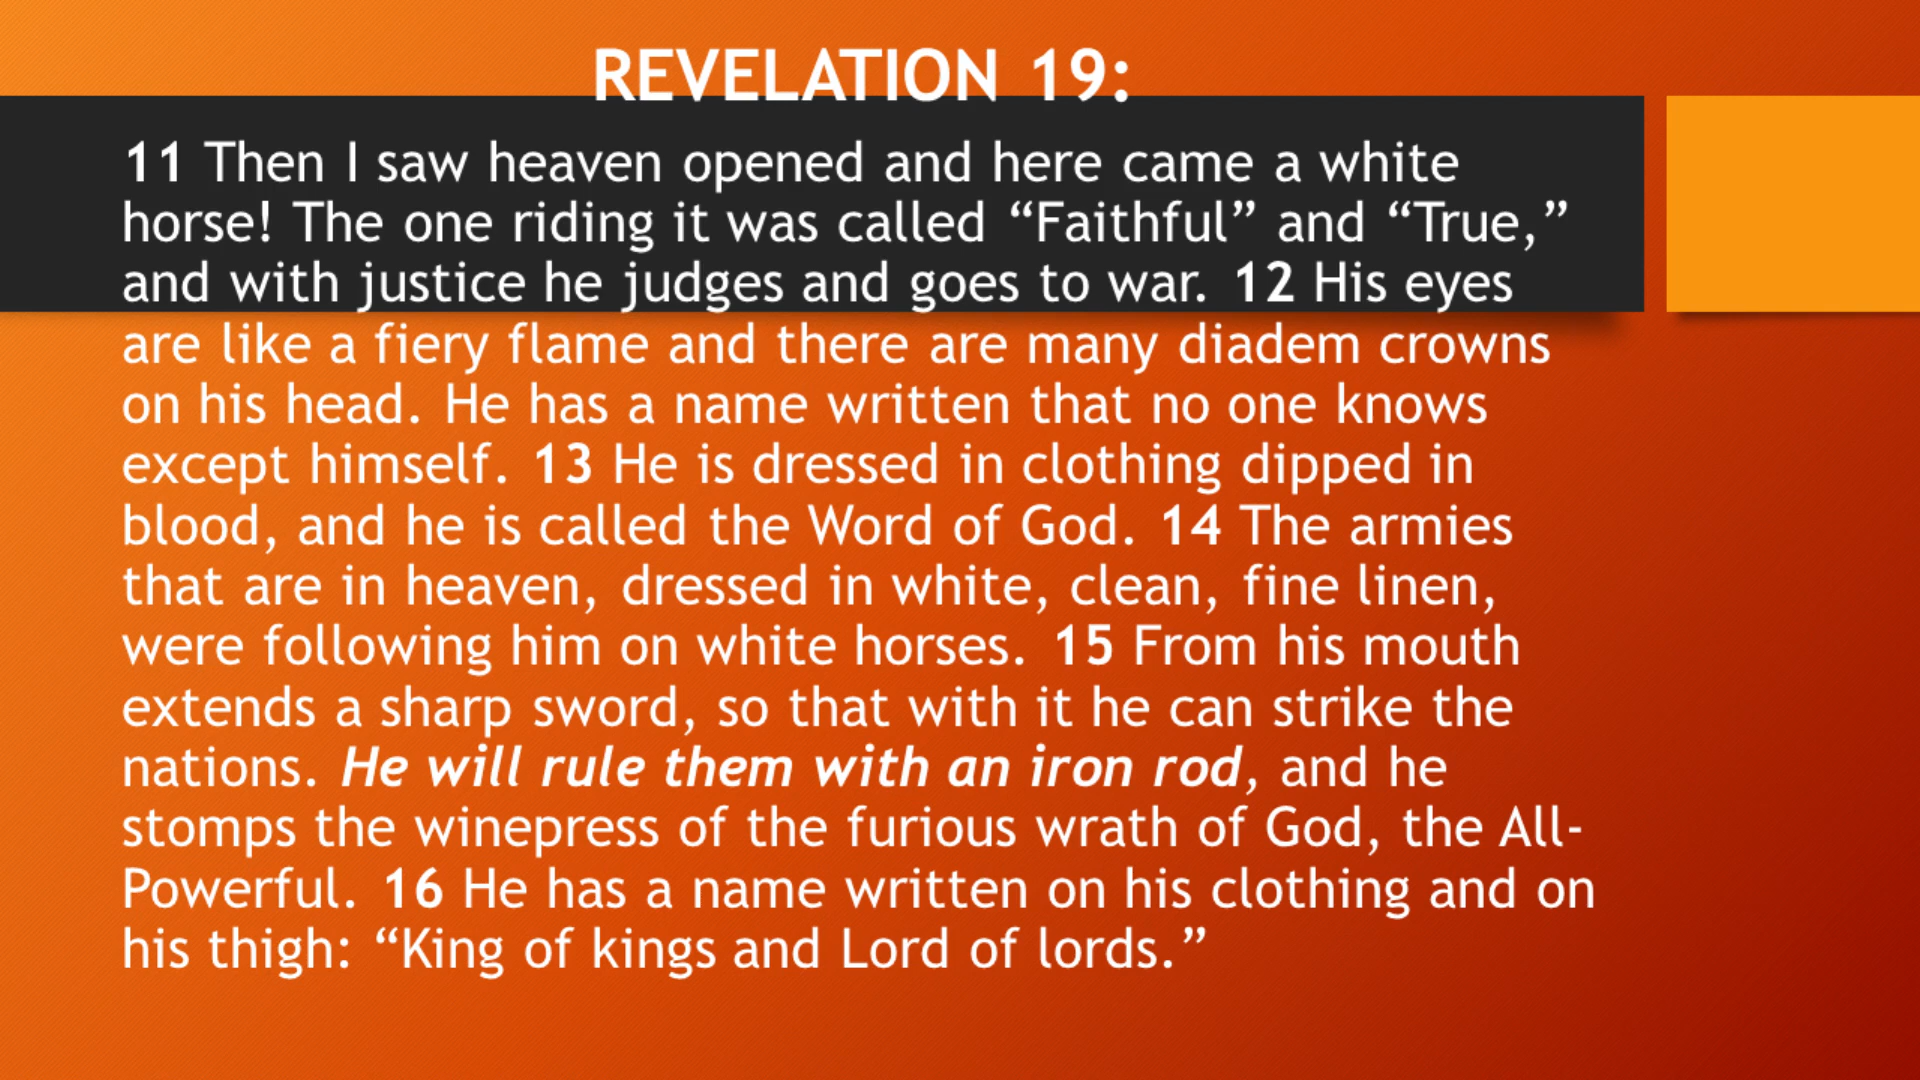 REVELATION 19:
11 Then I saw heaven opened and here came a white
horse! The one riding it was called “Faithful” and “True,”
and with justice he judges and goes to war. 12 His eyes
are like a fiery flame and there are many diadem crowns
on his head. He has a name written that no one knows
except himself. 13 He is dressed in clothing dipped in
blood, and he is called the Word of God. 14 The armies
that are in heaven, dressed in white, clean, fine linen,
were following him on white horses. 15 From his mouth
extends a sharp sword, so that with it he can strike the
nations. He will rule them with an iron rod, and he
stomps the winepress of the furious wrath of God, the All-
Powerful. 16 He has a name written on his clothing and on
his thigh: “King of kings and Lord of lords.”